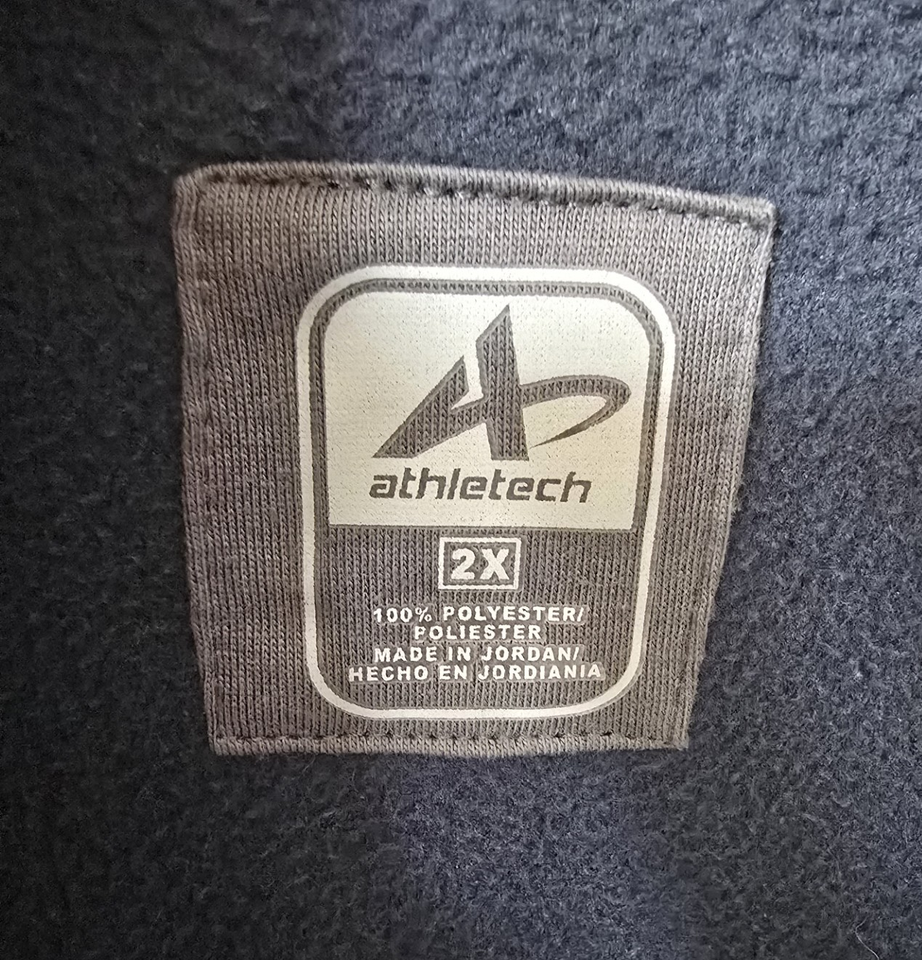 athletech
2X
100% POLYESTER/
POLIESTER
MADE IN JORDAN/
HECHO EN JORDIANIA